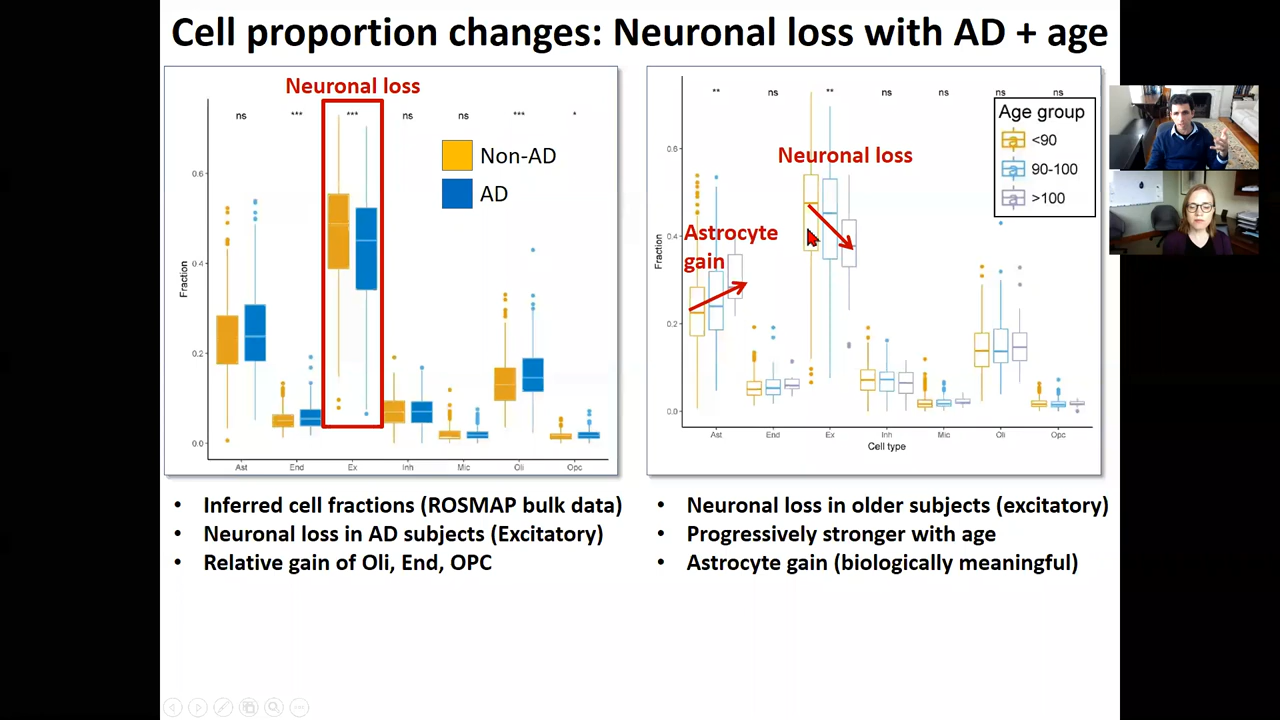 Cell proportion changes: Neuronal loss with AD + age
Neuronal loss
ns *** *** ns ns *** *
Non-AD
AD
Fraction
0.6
0.4
0.2
0.0
Ast End Ex Inh Mic Oli Opc
** ns ** ns ns ns ns
Age group
<90
90-100
>100
Neuronal loss
Astrocyte
gain
Fraction
0.6
0.4
0.2
0.0
Ast End Ex Inh Mic Oli Opc
Cell type
• Inferred cell fractions (ROSMAP bulk data)
• Neuronal loss in AD subjects (Excitatory)
• Relative gain of Oli, End, OPC
• Neuronal loss in older subjects (excitatory)
• Progressively stronger with age
• Astrocyte gain (biologically meaningful)